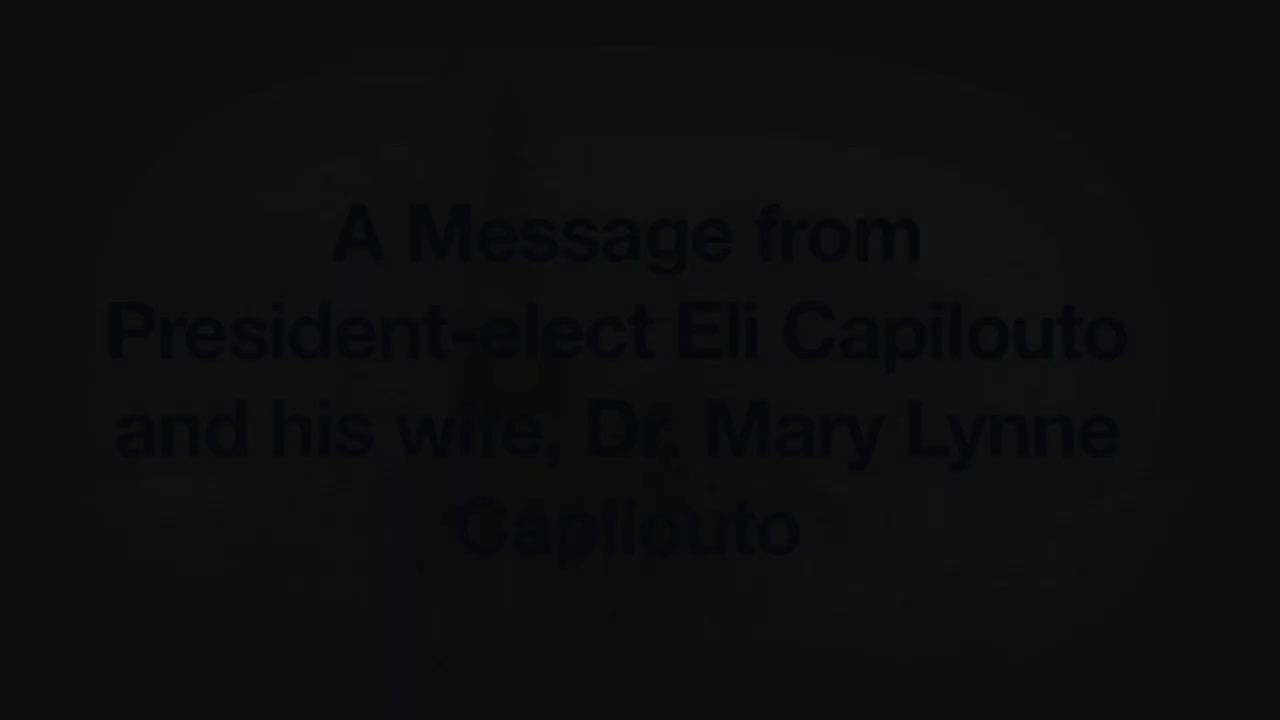 A Message from
President-elect Eli Capilouto
and his wife, Dr. Mary Lynne
Capilouto